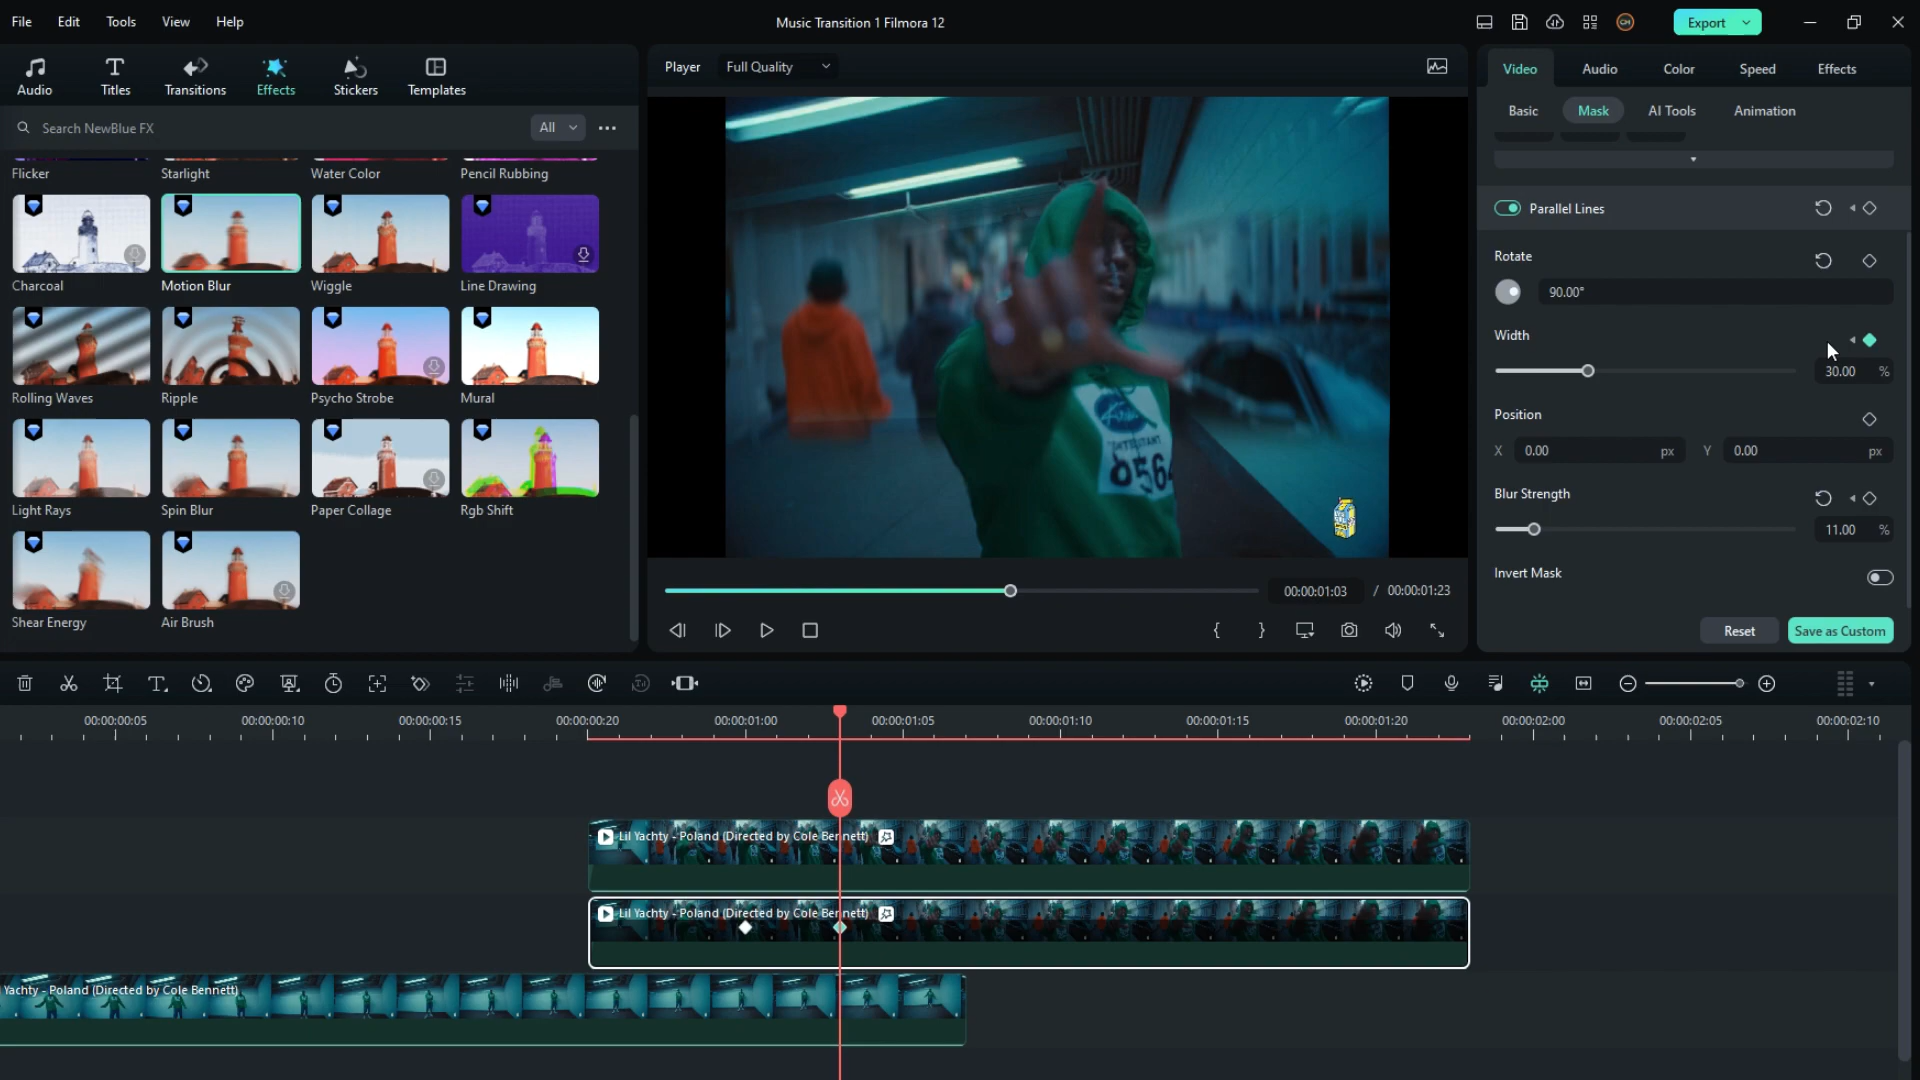 File Edit Tools View Help
Music Transition 1 Filmora 12
Export
Audio Titles Transitions Effects Stickers Templates
Search NewBlue FX
All
Flicker Starlight Water Color Pencil Rubbing
Charcoal Motion Blur Wiggle Line Drawing
Rolling Waves Ripple Psycho Strobe Mural
Light Rays Spin Blur Paper Collage Rgb Shift
Shear Energy Air Brush
Player Full Quality
8564
00:00:01:03 / 00:00:01:23
Video Audio Color Speed Effects
Basic Mask AI Tools Animation
Parallel Lines
Rotate
90.00°
Width
30.00 %
Position
X 0.00 px Y 0.00 px
Blur Strength
11.00 %
Invert Mask
Reset Save as Custom
00:00:00:05 00:00:00:10 00:00:00:15 00:00:00:20 00:00:01:00 00:00:01:05 00:00:01:10 00:00:01:15 00:00:01:20 00:00:02:00 00:00:02:05 00:00:02:10
Lil Yachty - Poland (Directed by Cole Bennett)
Lil Yachty - Poland (Directed by Cole Bennett)
Yachty - Poland (Directed by Cole Bennett)